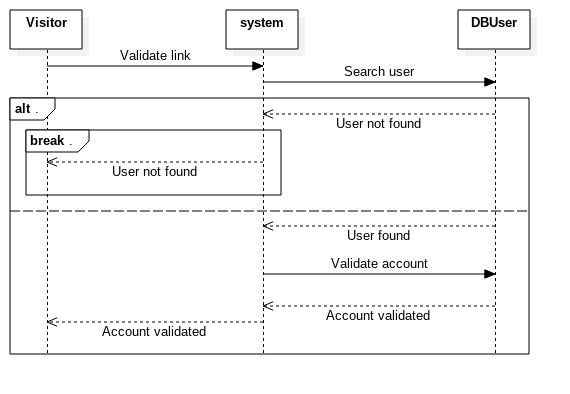 Visitor
system
DBUser
Validate link
Search user
alt .
User not found
break .
User not found
User found
Validate account
Account validated
Account validated